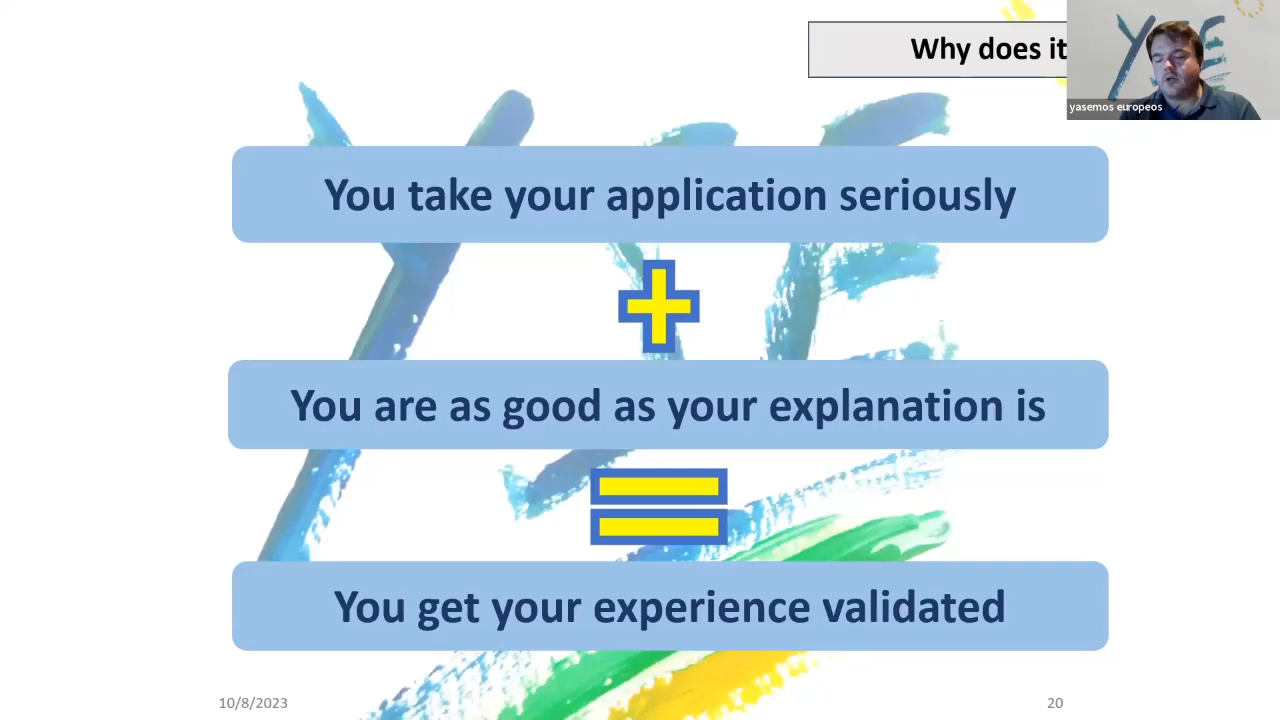 Why does it
yasemos europeos
You take your application seriously
You are as good as your explanation is
You get your experience validated
10/8/2023
20